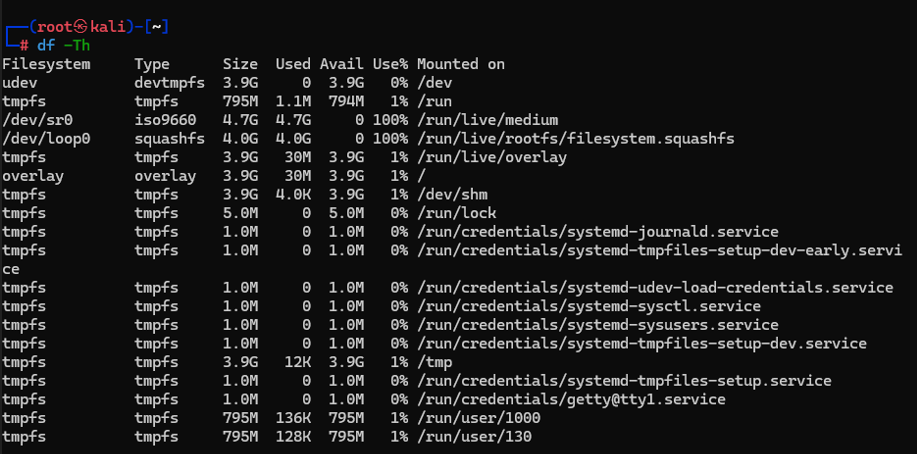 ┌──(root㉿kali)-[~]
└─# df -Th
Filesystem     Type      Size  Used Avail Use% Mounted on
udev           devtmpfs  3.9G     0  3.9G   0% /dev
tmpfs          tmpfs     795M  1.1M  794M   1% /run
/dev/sr0       iso9660   4.7G  4.7G     0 100% /run/live/medium
/dev/loop0     squashfs  4.0G  4.0G     0 100% /run/live/rootfs/filesystem.squashfs
tmpfs          tmpfs     3.9G   30M  3.9G   1% /run/live/overlay
overlay        overlay   3.9G   30M  3.9G   1% /
tmpfs          tmpfs     3.9G  4.0K  3.9G   1% /dev/shm
tmpfs          tmpfs     5.0M     0  5.0M   0% /run/lock
tmpfs          tmpfs     1.0M     0  1.0M   0% /run/credentials/systemd-journald.service
tmpfs          tmpfs     1.0M     0  1.0M   0% /run/credentials/systemd-tmpfiles-setup-dev-early.servi
ce
tmpfs          tmpfs     1.0M     0  1.0M   0% /run/credentials/systemd-udev-load-credentials.service
tmpfs          tmpfs     1.0M     0  1.0M   0% /run/credentials/systemd-sysctl.service
tmpfs          tmpfs     1.0M     0  1.0M   0% /run/credentials/systemd-sysusers.service
tmpfs          tmpfs     1.0M     0  1.0M   0% /run/credentials/systemd-tmpfiles-setup-dev.service
tmpfs          tmpfs     3.9G   12K  3.9G   1% /tmp
tmpfs          tmpfs     1.0M     0  1.0M   0% /run/credentials/systemd-tmpfiles-setup.service
tmpfs          tmpfs     1.0M     0  1.0M   0% /run/credentials/getty@tty1.service
tmpfs          tmpfs     795M  136K  795M   1% /run/user/1000
tmpfs          tmpfs     795M  128K  795M   1% /run/user/130